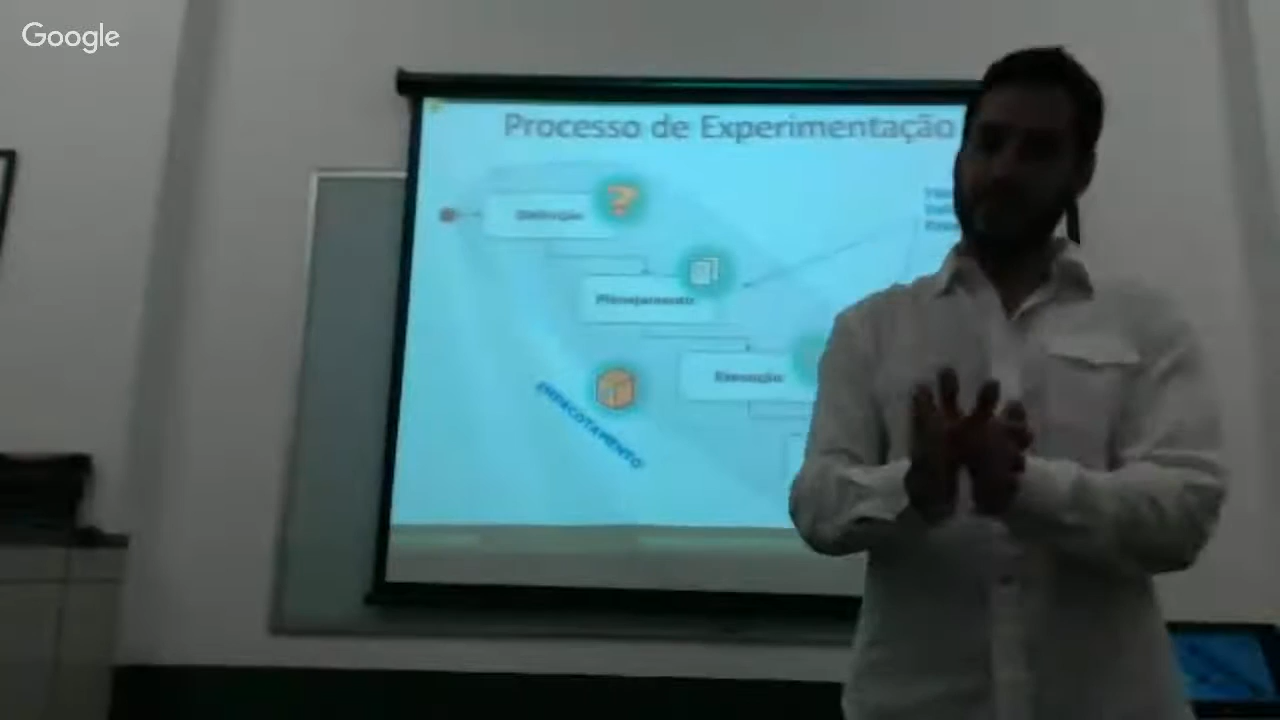 Google
Processo de Experimentação
Definição
Planejamento
Execução
EMPACOTAMENTO